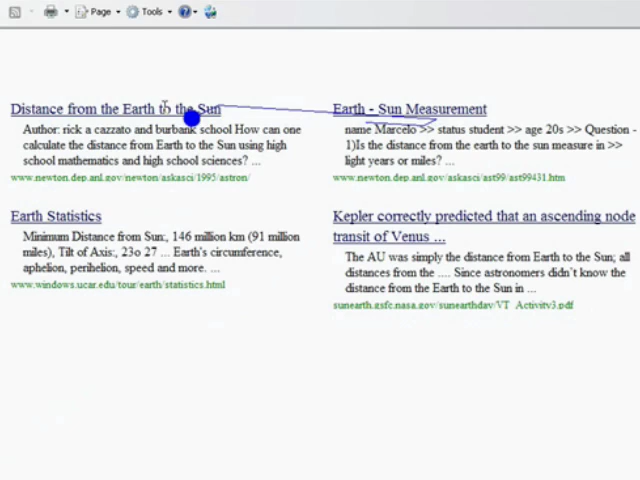 Page
Tools
Distance from the Earth to the Sun
Author: rick a cazzato and burbank school How can one
calculate the distance from Earth to the Sun using high
school mathematics and high school sciences? ...
www.newton.dep.anl.gov/newton/askasci/1995/astron/
Earth - Sun Measurement
name Marcelo >> status student >> age 20s >> Question -
1)Is the distance from the earth to the sun measure in >>
light years or miles? ...
www.newton.dep.anl.gov/askasci/ast99/ast99431.htm
Earth Statistics
Minimum Distance from Sun:, 146 million km (91 million
miles), Tilt of Axis:, 23o 27 ... Earth's circumference,
aphelion, perihelion, speed and more. ...
www.windows.ucar.edu/tour/earth/statistics.html
Kepler correctly predicted that an ascending node
transit of Venus ...
The AU was simply the distance from Earth to the Sun; all
distances from the .... Since astronomers didn't know the
distance from the Earth to the Sun in ...
sunearth.gsfc.nasa.gov/sunearthday/VT_Activity3.pdf